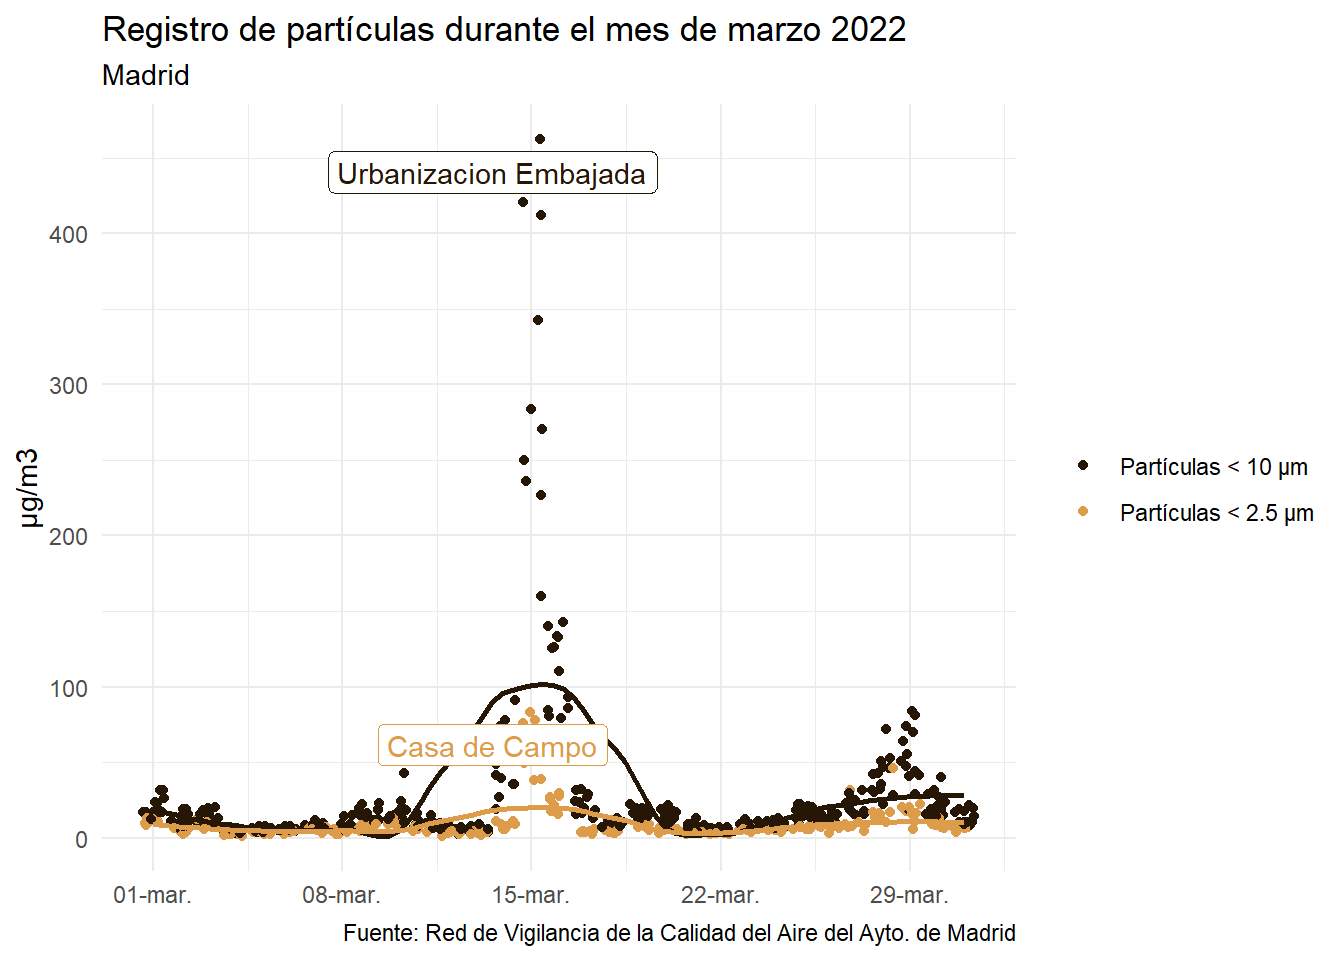 Registro de partículas durante el mes de marzo 2022
Madrid
µg/m3
400
300
200
100
0
Urbanizacion Embajada
Casa de Campo
01-mar.
08-mar.
15-mar.
22-mar.
29-mar.
Partículas < 10 µm
Partículas < 2.5 µm
Fuente: Red de Vigilancia de la Calidad del Aire del Ayto. de Madrid